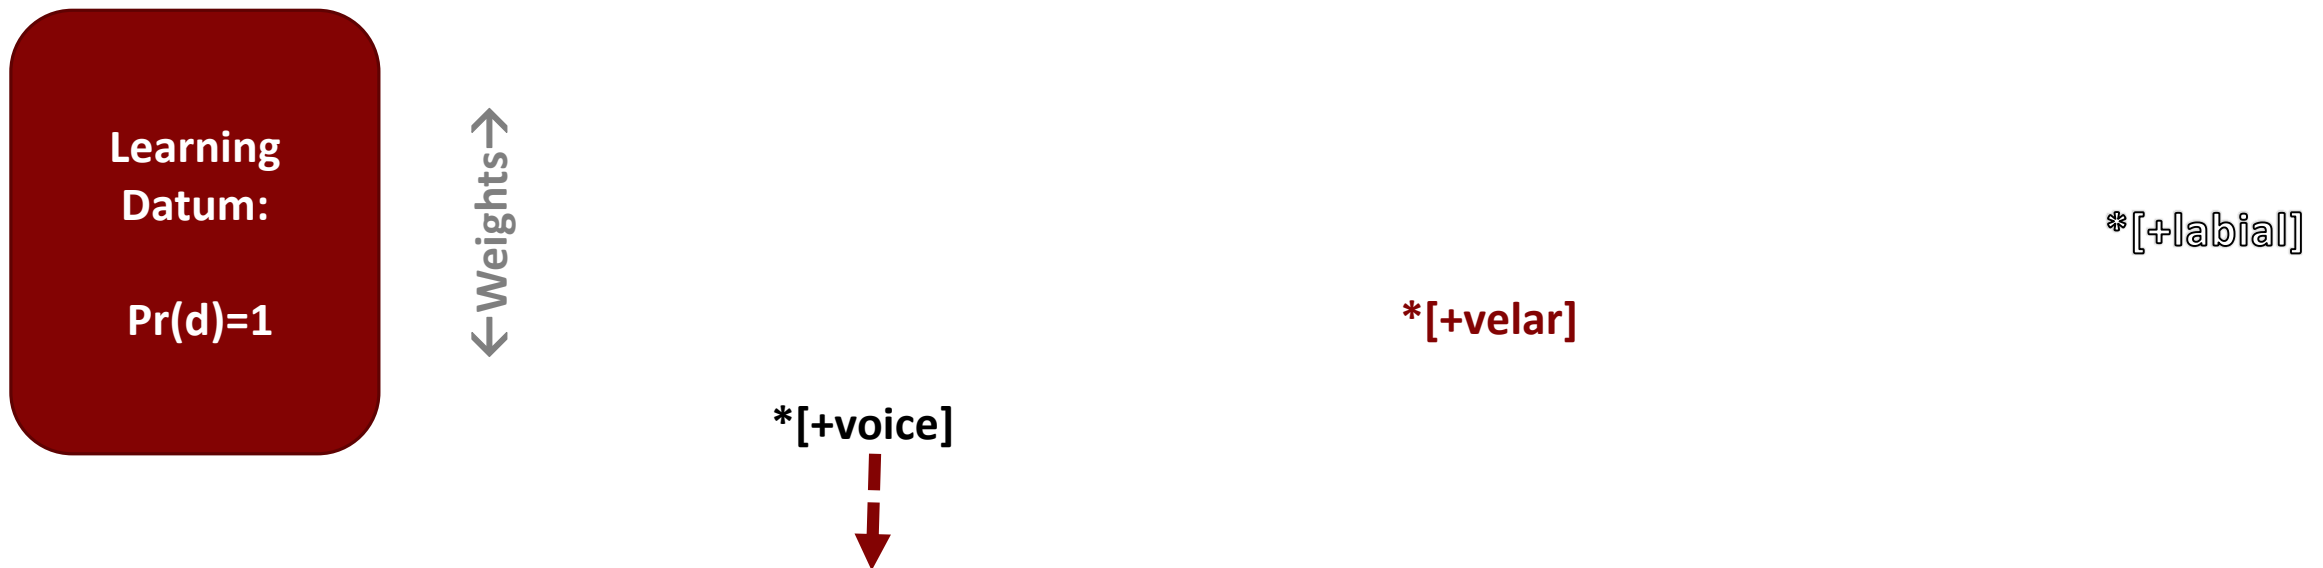 Learning
Datum:
Pr(d)=1
←Weights→
*[+labial]
*[+velar]
*[+voice]